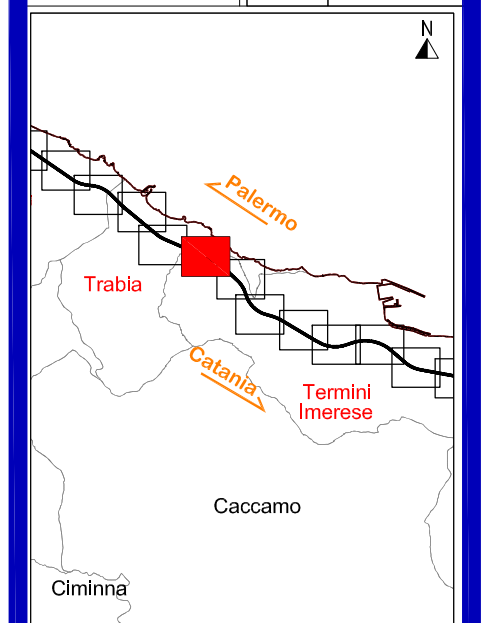 N
Palermo
Trabia
Catania
Termini
Imerese
Caccamo
Ciminna